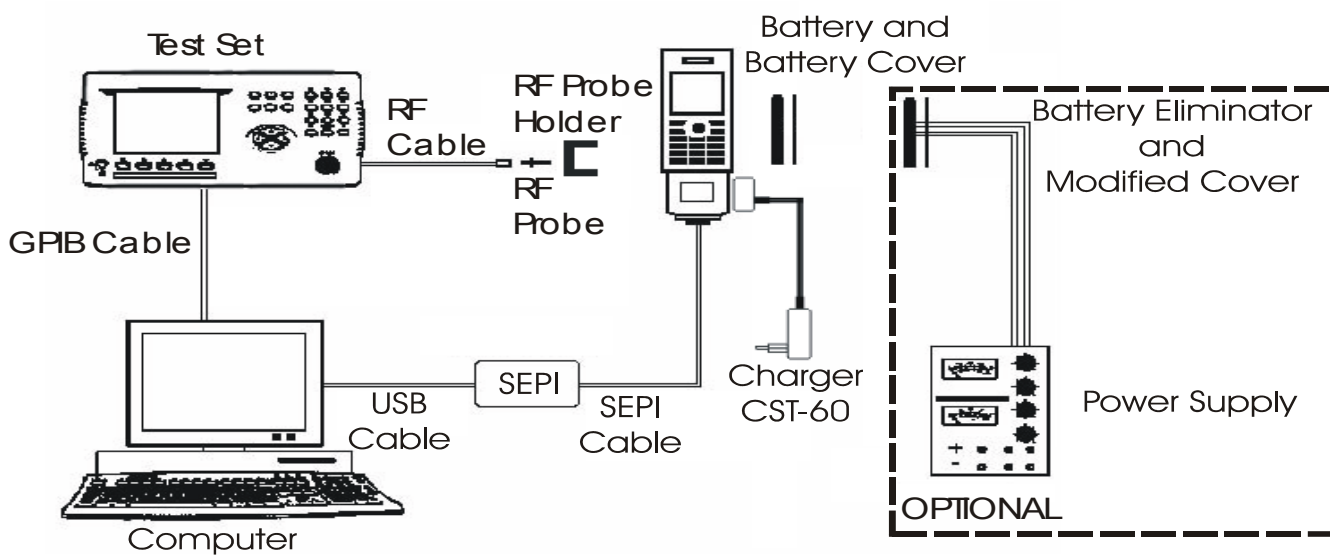 Test Set
RF
Cable
RF Probe
Holder
RF
Probe
Battery and
Battery Cover
Battery Eliminator
and
Modified Cover
GPIB Cable
SEPI
USB
Cable
SEPI
Cable
Charger
CST-60
Power Supply
+
-
OPTIONAL
Computer